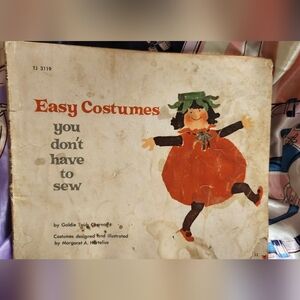 TJ 3119
Easy Costumes
you
don't
have
to
sew
by Goldie Taub Chernoff
Costumes designed and illustrated
by Margaret A. Hartelius